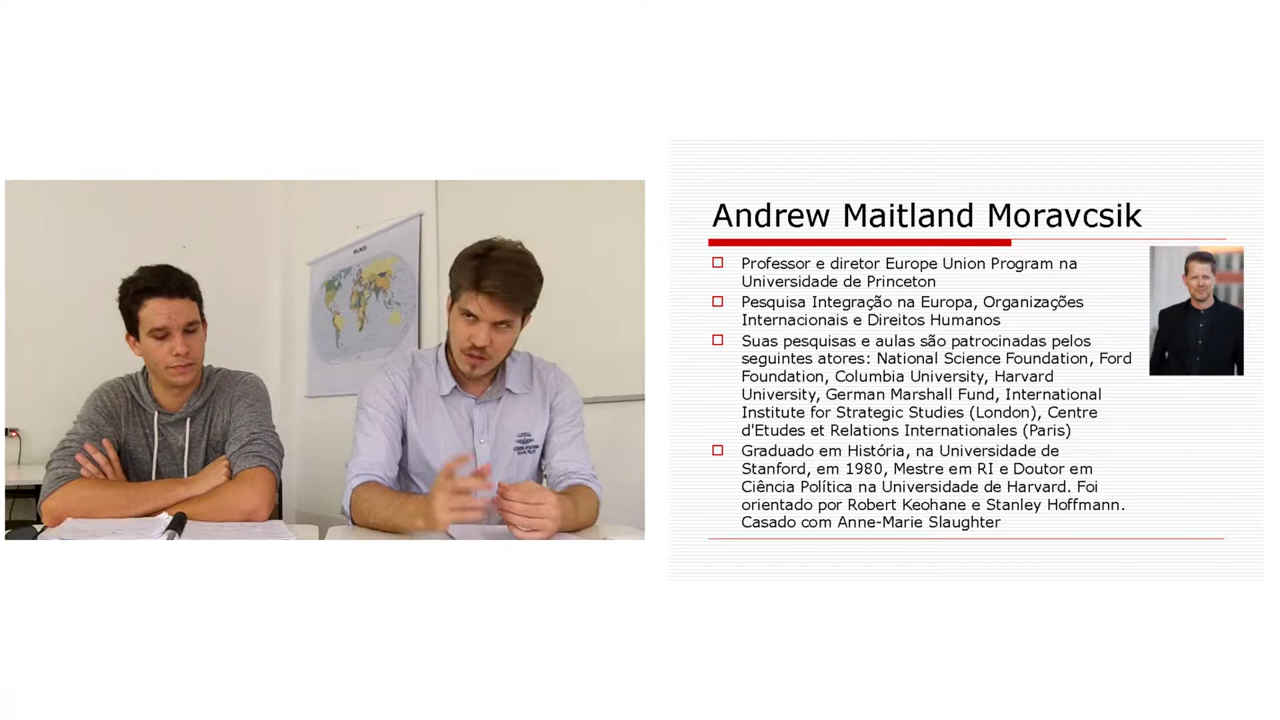 MUNDI
Andrew Maitland Moravcsik
Professor e diretor Europe Union Program na
Universidade de Princeton
Pesquisa Integração na Europa, Organizações
Internacionais e Direitos Humanos
Suas pesquisas e aulas são patrocinadas pelos
seguintes atores: National Science Foundation, Ford
Foundation, Columbia University, Harvard
University, German Marshall Fund, International
Institute for Strategic Studies (London), Centre
d'Etudes et Relations Internationales (Paris)
Graduado em História, na Universidade de
Stanford, em 1980, Mestre em RI e Doutor em
Ciência Política na Universidade de Harvard. Foi
orientado por Robert Keohane e Stanley Hoffmann.
Casado com Anne-Marie Slaughter